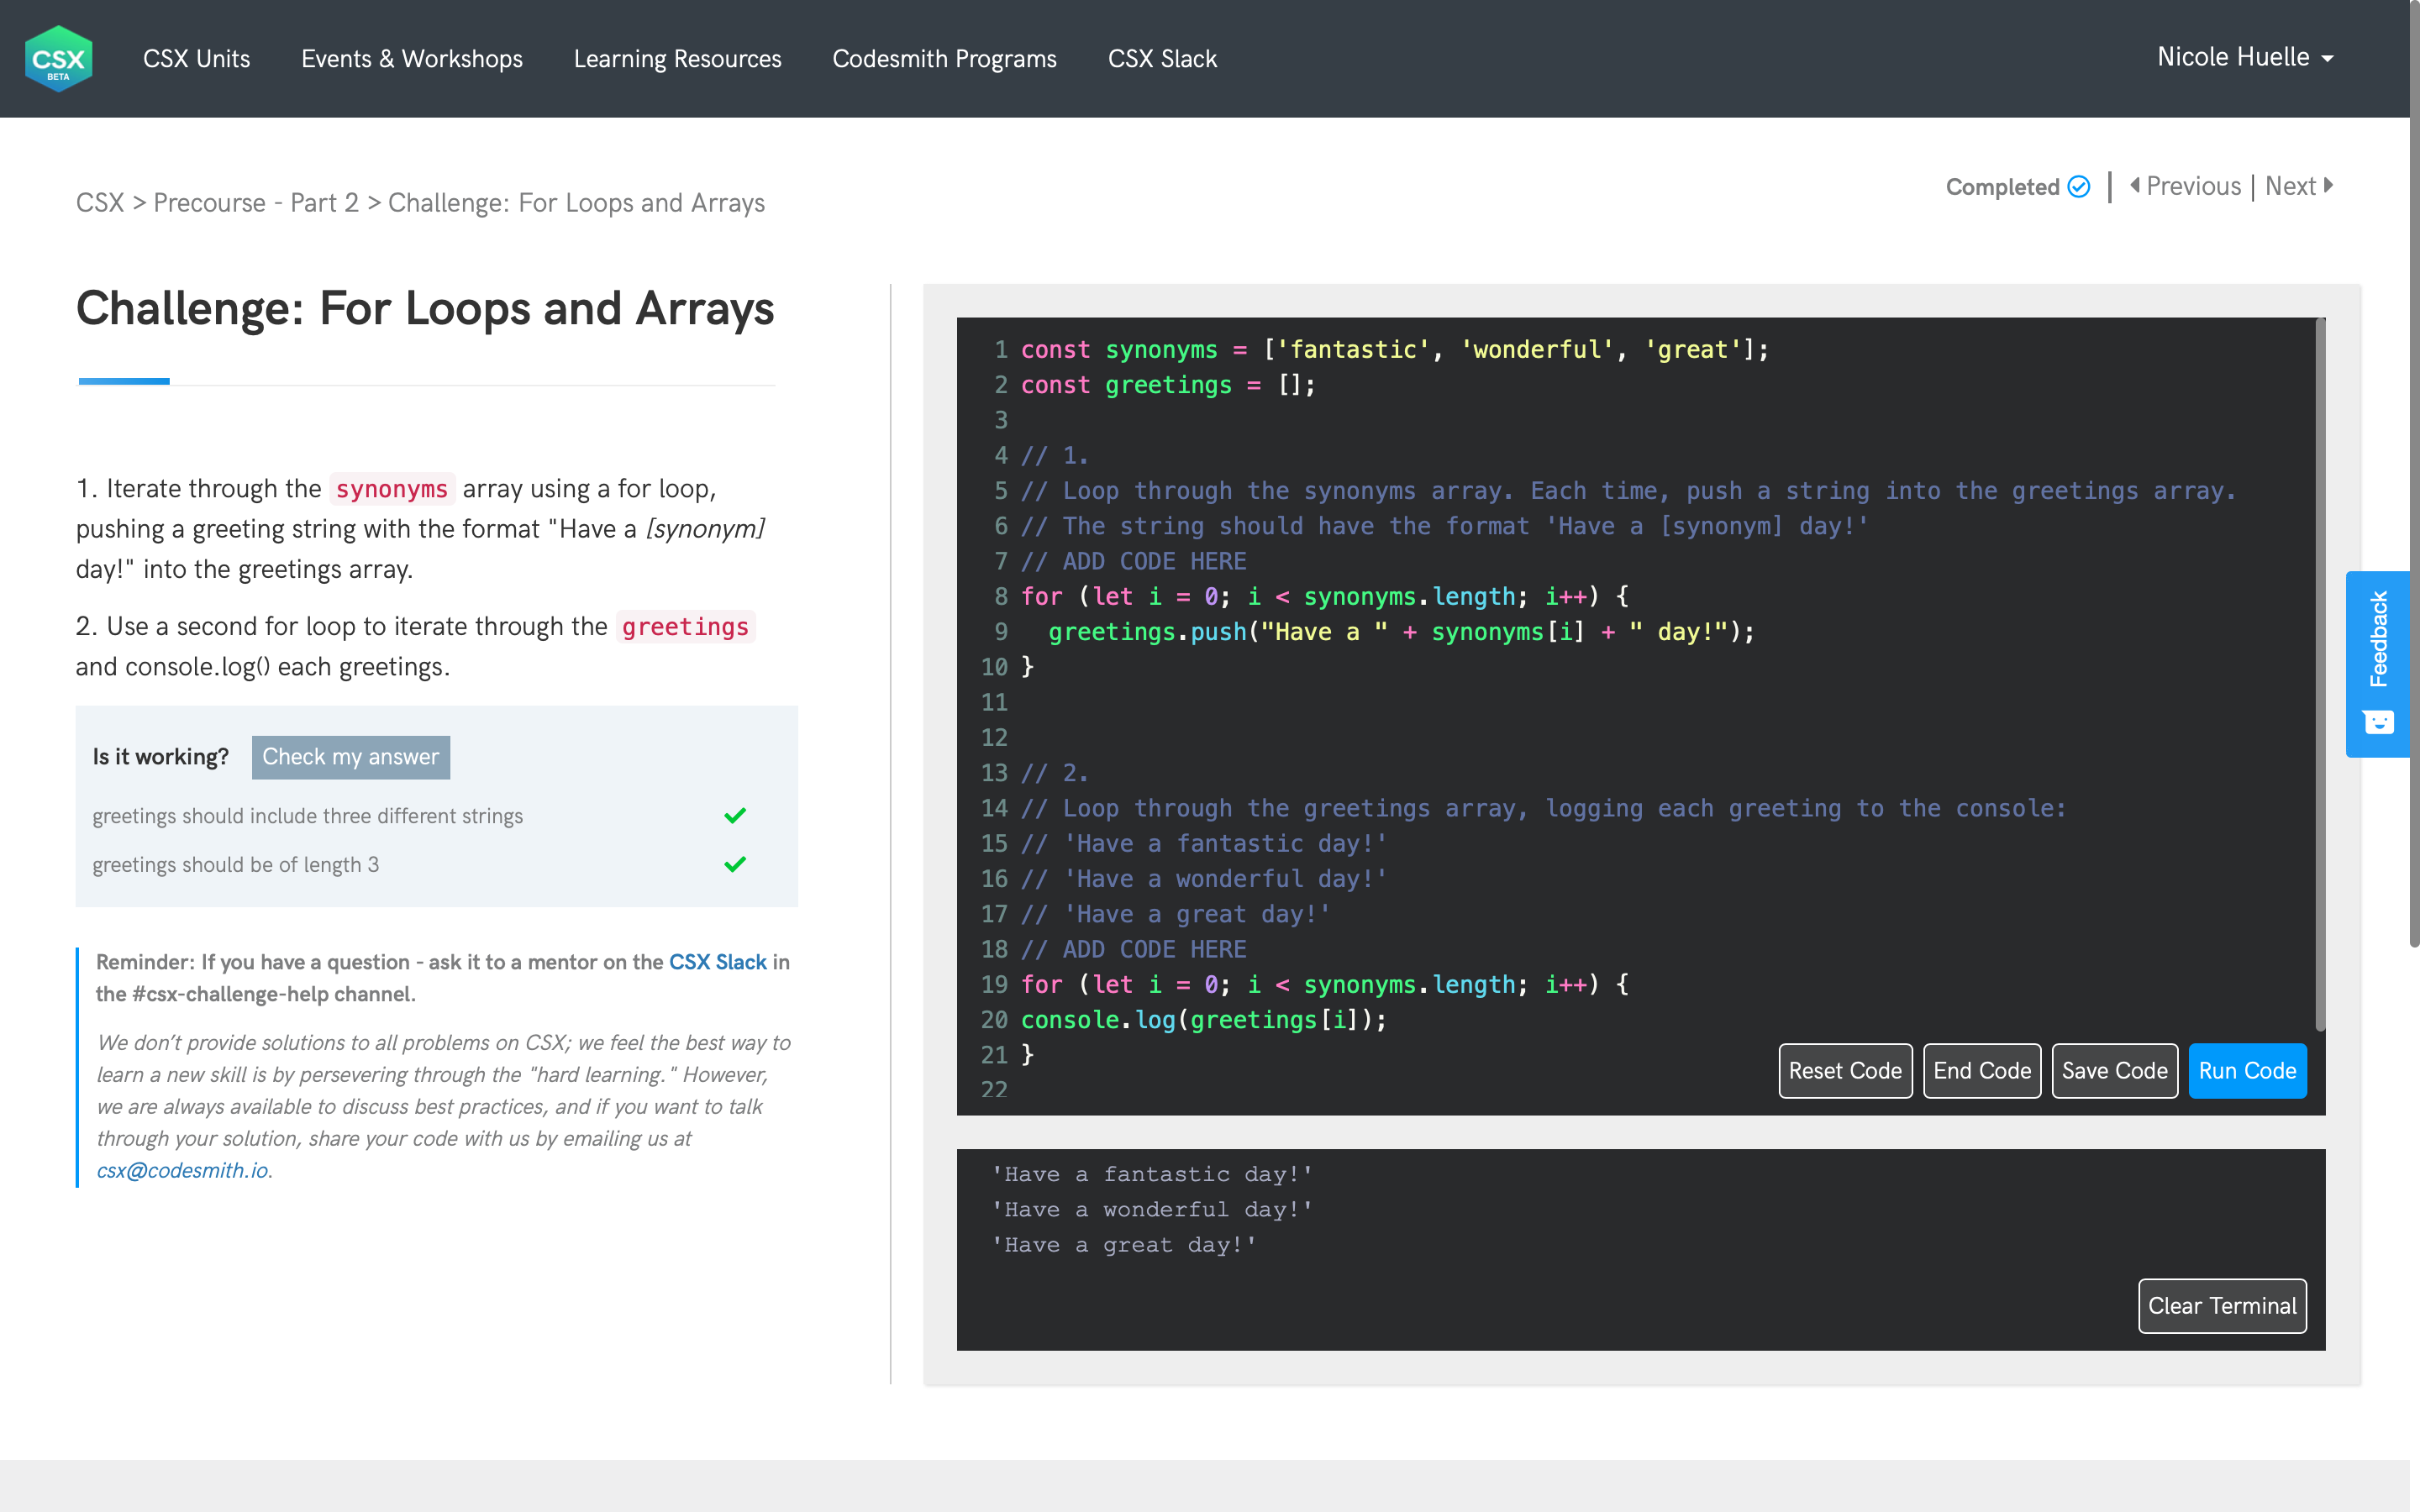 CSX
BETA
CSX Units
Events & Workshops
Learning Resources
Codesmith Programs
CSX Slack
Nicole Huelle
CSX > Precourse - Part 2 > Challenge: For Loops and Arrays
Completed | Previous | Next
Challenge: For Loops and Arrays
1. Iterate through the synonyms array using a for loop,
pushing a greeting string with the format "Have a [synonym]
day!" into the greetings array.
2. Use a second for loop to iterate through the greetings
and console.log() each greetings.
Is it working? Check my answer
greetings should include three different strings
greetings should be of length 3
Reminder: If you have a question - ask it to a mentor on the CSX Slack in
the #csx-challenge-help channel.
We don’t provide solutions to all problems on CSX; we feel the best way to
learn a new skill is by persevering through the "hard learning." However,
we are always available to discuss best practices, and if you want to talk
through your solution, share your code with us by emailing us at
csx@codesmith.io.
1 const synonyms = ['fantastic', 'wonderful', 'great'];
2 const greetings = [];
3
4 // 1.
5 // Loop through the synonyms array. Each time, push a string into the greetings array.
6 // The string should have the format 'Have a [synonym] day!'
7 // ADD CODE HERE
8 for (let i = 0; i < synonyms.length; i++) {
9   greetings.push("Have a " + synonyms[i] + " day!");
10 }
11
12
13 // 2.
14 // Loop through the greetings array, logging each greeting to the console:
15 // 'Have a fantastic day!'
16 // 'Have a wonderful day!'
17 // 'Have a great day!'
18 // ADD CODE HERE
19 for (let i = 0; i < synonyms.length; i++) {
20 console.log(greetings[i]);
21 }
22
Reset Code
End Code
Save Code
Run Code
'Have a fantastic day!'
'Have a wonderful day!'
'Have a great day!'
Clear Terminal
Feedback